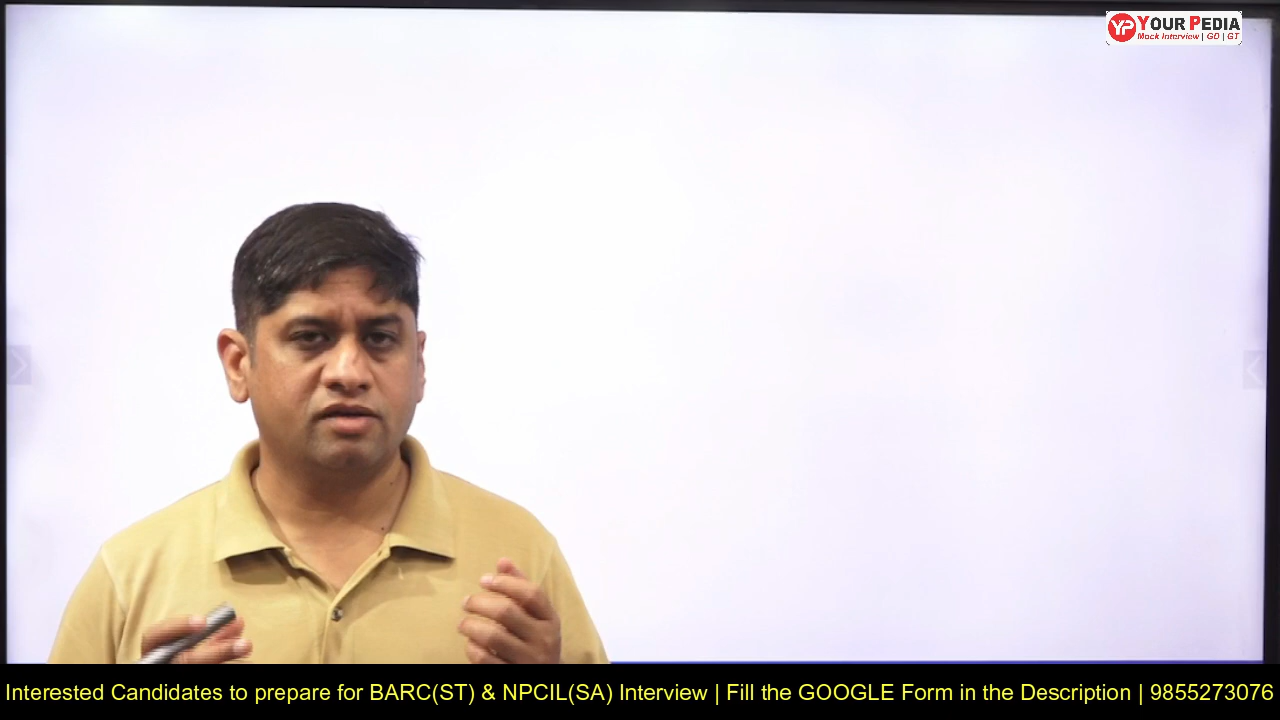 YP YOUR PEDIA
Mock Interview | GD | GT
Interested Candidates to prepare for BARC(ST) & NPCIL(SA) Interview | Fill the GOOGLE Form in the Description | 9855273076